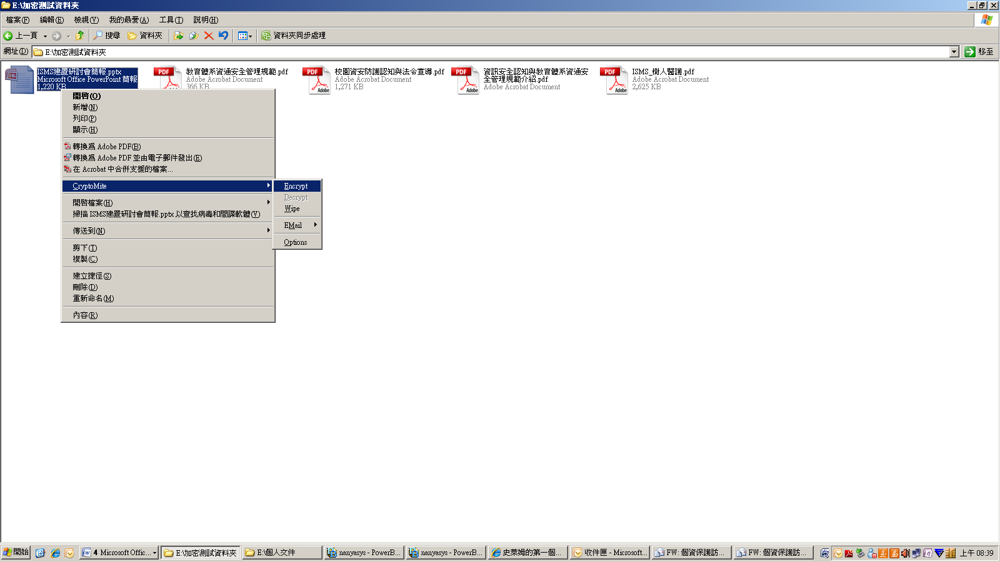 E:\加密測試資料夾
檔案(F) 編輯(E) 檢視(V) 我的最愛(A) 工具(T) 說明(H)
上一頁 搜尋 資料夾 資料夾同步處理
網址(D) E:\加密測試資料夾 移至
ISMS建置研討會簡報.pptx
Microsoft Office PowerPoint 簡報
1,220 KB
PDF
教育體系資通安全管理規範.pdf
Adobe Acrobat Document
366 KB
PDF
Adobe
校園資安防護認知與法令宣導.pdf
Adobe Acrobat Document
1,271 KB
PDF
Adobe
資訊安全認知與教育體系資通安
全管理規範介紹.pdf
Adobe Acrobat Document
PDF
Adobe
ISMS_樹人醫護.pdf
Adobe Acrobat Document
2,625 KB
開啓(O)
新增(N)
列印(P)
顯示(H)
轉換為 Adobe PDF(B)
轉換為 Adobe PDF 並由電子郵件發出(E)
在 Acrobat 中合併支援的檔案...
CryptoMite
開啓檔案(H)
掃描 ISMS建置研討會簡報.pptx 以查找病毒和間諜軟體(V)
傳送到(N)
剪下(T)
複製(C)
建立捷徑(S)
刪除(D)
重新命名(M)
內容(R)
Encrypt
Decrypt
Wipe
EMail
Options
開始 4 Microsoft Offic... E:\加密測試資料夾 E:\個人文件 nanyasys - PowerB... nanyasys - PowerB... 史萊姆的第一個... 收件匣 - Microsoft... FW: 個資保護訪... FW: 個資保護訪... 上午 08:39